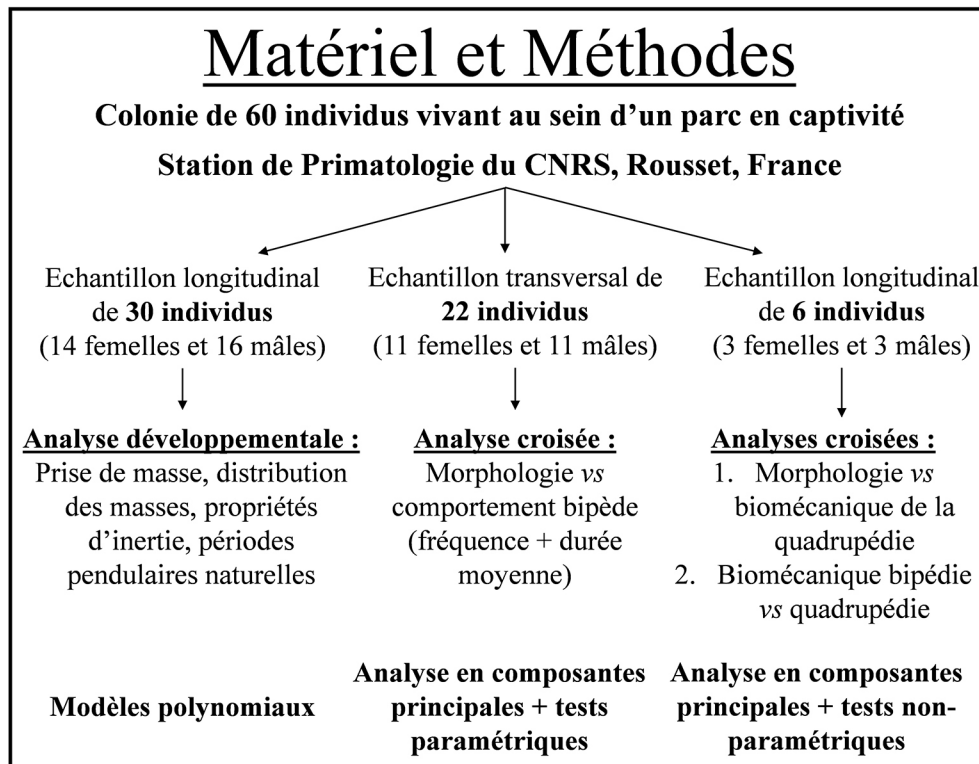 Matériel et Méthodes
Colonie de 60 individus vivant au sein d’un parc en captivité
Station de Primatologie du CNRS, Rousset, France
Echantillon longitudinal
de 30 individus
(14 femelles et 16 mâles)
Analyse développementale :
Prise de masse, distribution
des masses, propriétés
d’inertie, périodes
pendulaires naturelles
Modèles polynomiaux
Echantillon transversal de
22 individus
(11 femelles et 11 mâles)
Analyse croisée :
Morphologie vs
comportement bipède
(fréquence + durée
moyenne)
Analyse en composantes
principales + tests
paramétriques
Echantillon longitudinal
de 6 individus
(3 femelles et 3 mâles)
Analyses croisées :
1. Morphologie vs
biomécanique de la
quadrupédie
2. Biomécanique bipédie
vs quadrupédie
Analyse en composantes
principales + tests non-
paramétriques